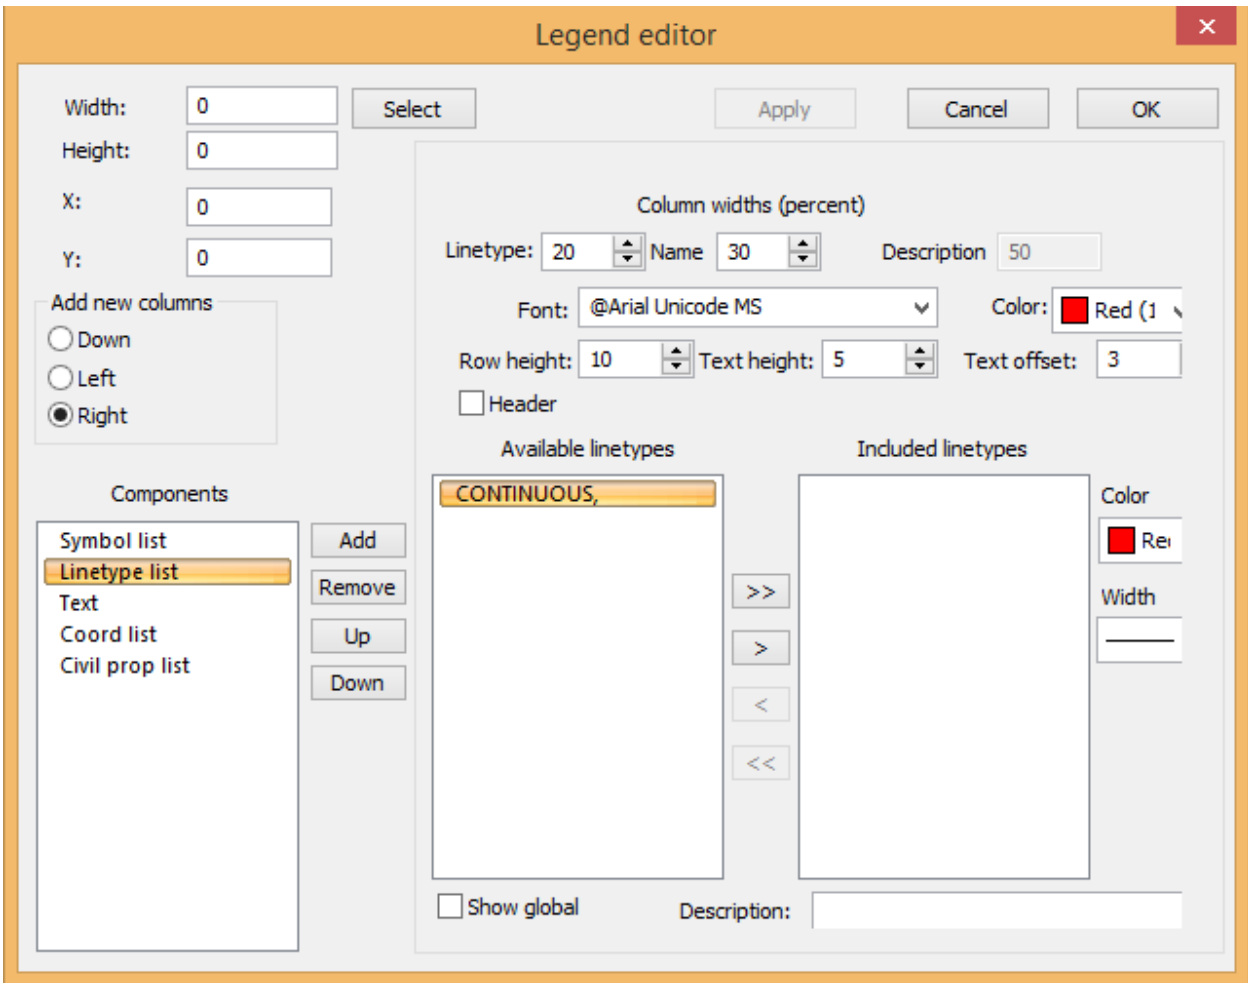 Legend editor
Width: 0 Select Apply Cancel OK
Height: 0
X: 0
Y: 0
Column widths (percent)
Linetype: 20 Name 30 Description 50
Add new columns
Down
Left
Right
Font: @Arial Unicode MS Color: Red (1
Row height: 10 Text height: 5 Text offset: 3
Header
Available linetypes Included linetypes
CONTINUOUS,
Components
Symbol list
Linetype list
Text
Coord list
Civil prop list
Add
Remove
Up
Down
>>
>
<
<<
Color
Re
Width
Show global Description: